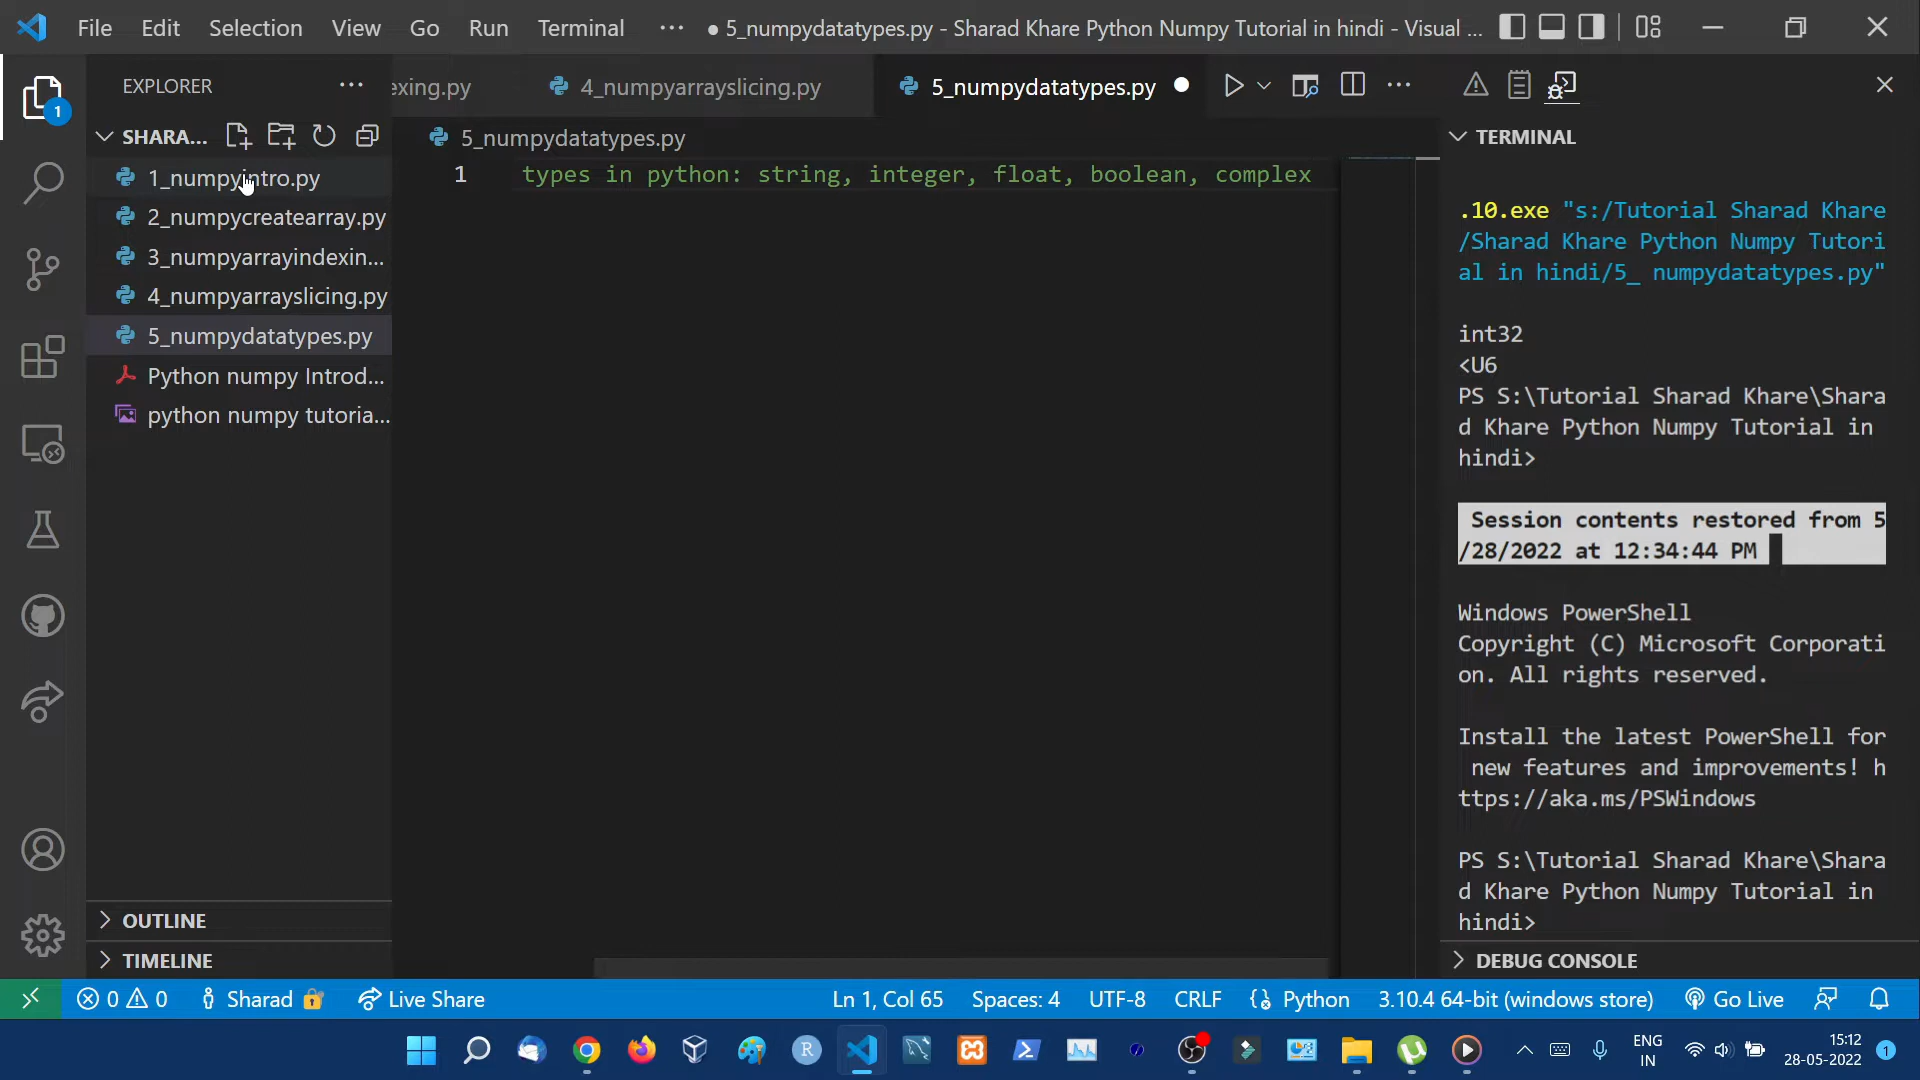 File Edit Selection View Go Run Terminal ··· ● 5_numpydatatypes.py - Sharad Khare Python Numpy Tutorial in hindi - Visual ...
EXPLORER
exing.py
4_numpyarrayslicing.py
5_numpydatatypes.py
SHARA...
1_numpyintro.py
2_numpycreatearray.py
3_numpyarrayindexin...
4_numpyarrayslicing.py
5_numpydatatypes.py
Python numpy Introd...
python numpy tutoria...
OUTLINE
TIMELINE
1
5_numpydatatypes.py
1 types in python: string, integer, float, boolean, complex
TERMINAL
.10.exe "s:/Tutorial Sharad Khare
/Sharad Khare Python Numpy Tutori
al in hindi/5_ numpydatatypes.py"
int32
<U6
PS S:\Tutorial Sharad Khare\Shara
d Khare Python Numpy Tutorial in
hindi>
Session contents restored from 5
/28/2022 at 12:34:44 PM
Windows PowerShell
Copyright (C) Microsoft Corporati
on. All rights reserved.
Install the latest PowerShell for
new features and improvements! h
ttps://aka.ms/PSWindows
PS S:\Tutorial Sharad Khare\Shara
d Khare Python Numpy Tutorial in
hindi>
DEBUG CONSOLE
0 0 Sharad Live Share Ln 1, Col 65 Spaces: 4 UTF-8 CRLF Python 3.10.4 64-bit (windows store) Go Live
R
ENG
IN
15:12
28-05-2022
1